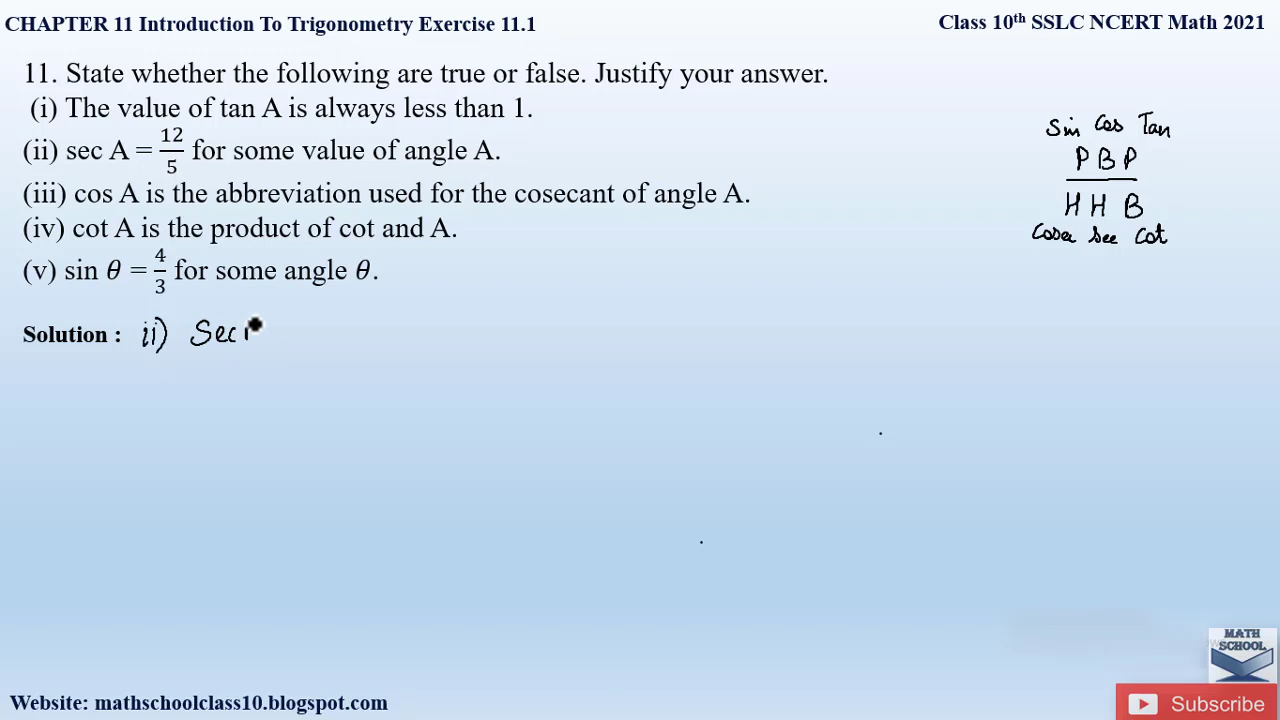 CHAPTER 11 Introduction To Trigonometry Exercise 11.1
Class 10th SSLC NCERT Math 2021
11. State whether the following are true or false. Justify your answer.
(i) The value of tan A is always less than 1.
(ii) sec A = 12/5 for some value of angle A.
(iii) cos A is the abbreviation used for the cosecant of angle A.
(iv) cot A is the product of cot and A.
(v) sin θ = 4/3 for some angle θ.
Sin Cos Tan
P B P
H H B
Cosec Sec Cot
Solution : ii) Sec
MATH
SCHOOL
Website: mathschoolclass10.blogspot.com
Subscribe